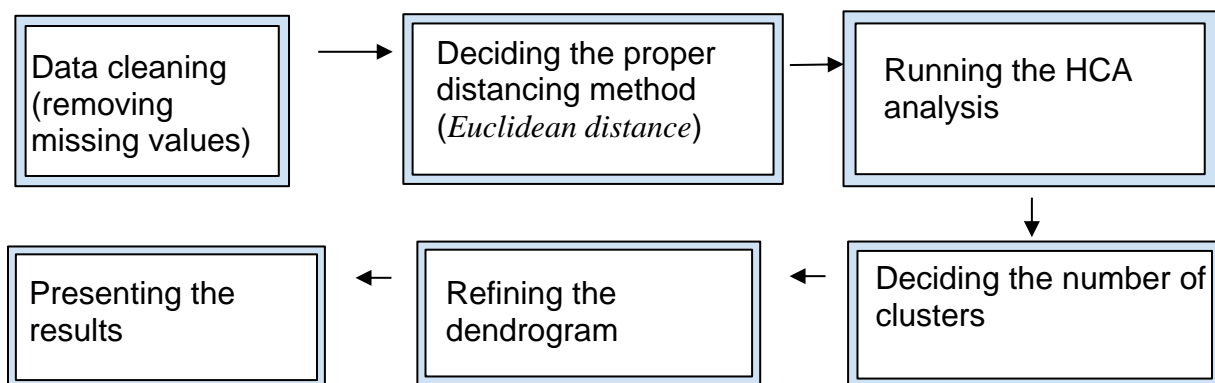 Data cleaning
(removing
missing values)
Deciding the proper
distancing method
(Euclidean distance)
Running the HCA
analysis
Deciding the number of
clusters
Refining the
dendrogram
Presenting the
results